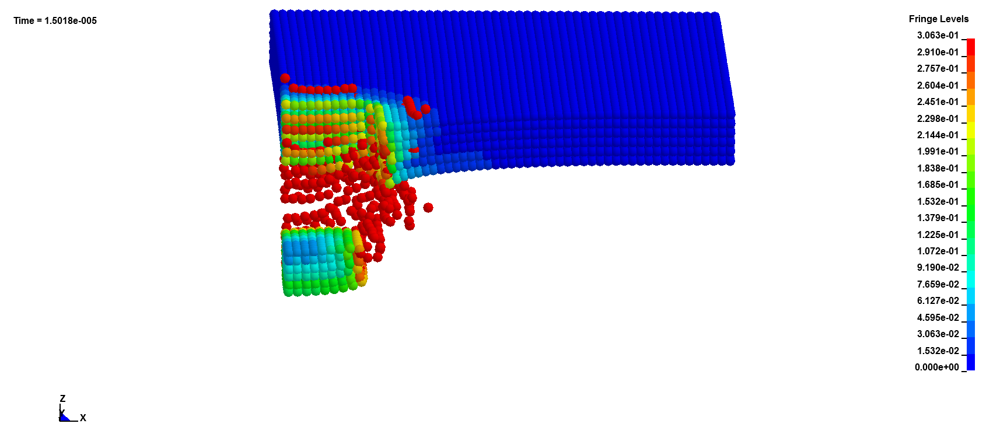 Time = 1.5018e-005
Fringe Levels
3.063e-01
2.910e-01
2.757e-01
2.604e-01
2.451e-01
2.298e-01
2.144e-01
1.991e-01
1.838e-01
1.685e-01
1.532e-01
1.379e-01
1.225e-01
1.072e-01
9.190e-02
7.659e-02
6.127e-02
4.595e-02
3.063e-02
1.532e-02
0.000e+00
Z
Y
X